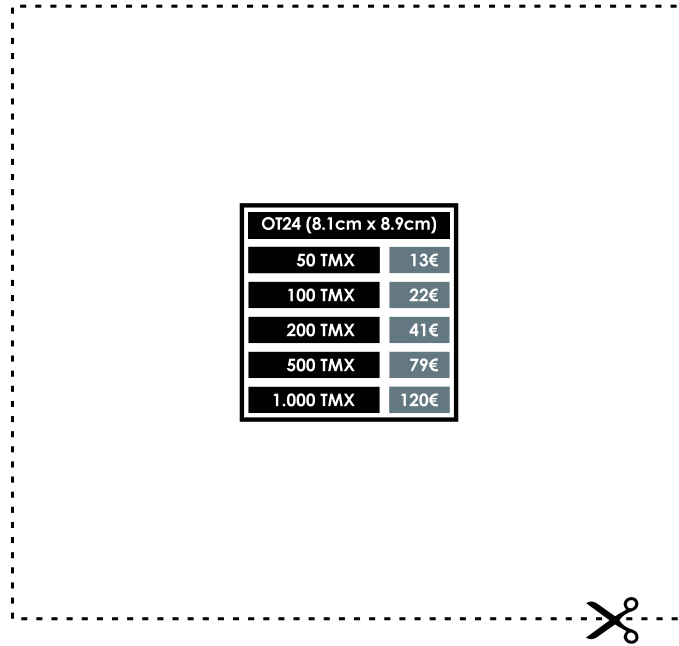 OT24 (8.1cm x 8.9cm)
50 TMX 13€
100 TMX 22€
200 TMX 41€
500 TMX 79€
1.000 TMX 120€